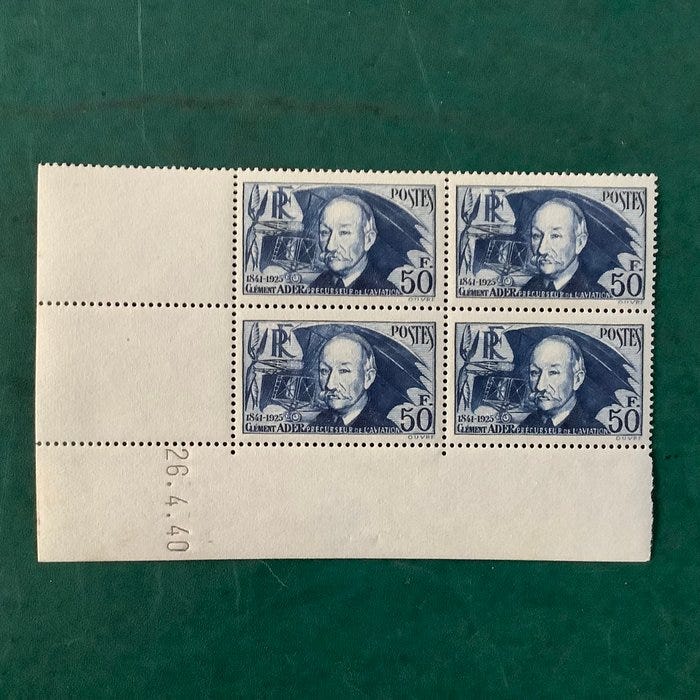 RF POSTES
1841-1925 50 F.
CLÉMENT ADER PRÉCURSEUR DE L'AVIATION
OUVRÉ
RF POSTES
1841-1925 50 F.
CLÉMENT ADER PRÉCURSEUR DE L'AVIATION
OUVRÉ
RF POSTES
1841-1925 50 F.
CLÉMENT ADER PRÉCURSEUR DE L'AVIATION
OUVRÉ
RF POSTES
1841-1925 50 F.
CLÉMENT ADER PRÉCURSEUR DE L'AVIATION
OUVRÉ
26.4.40